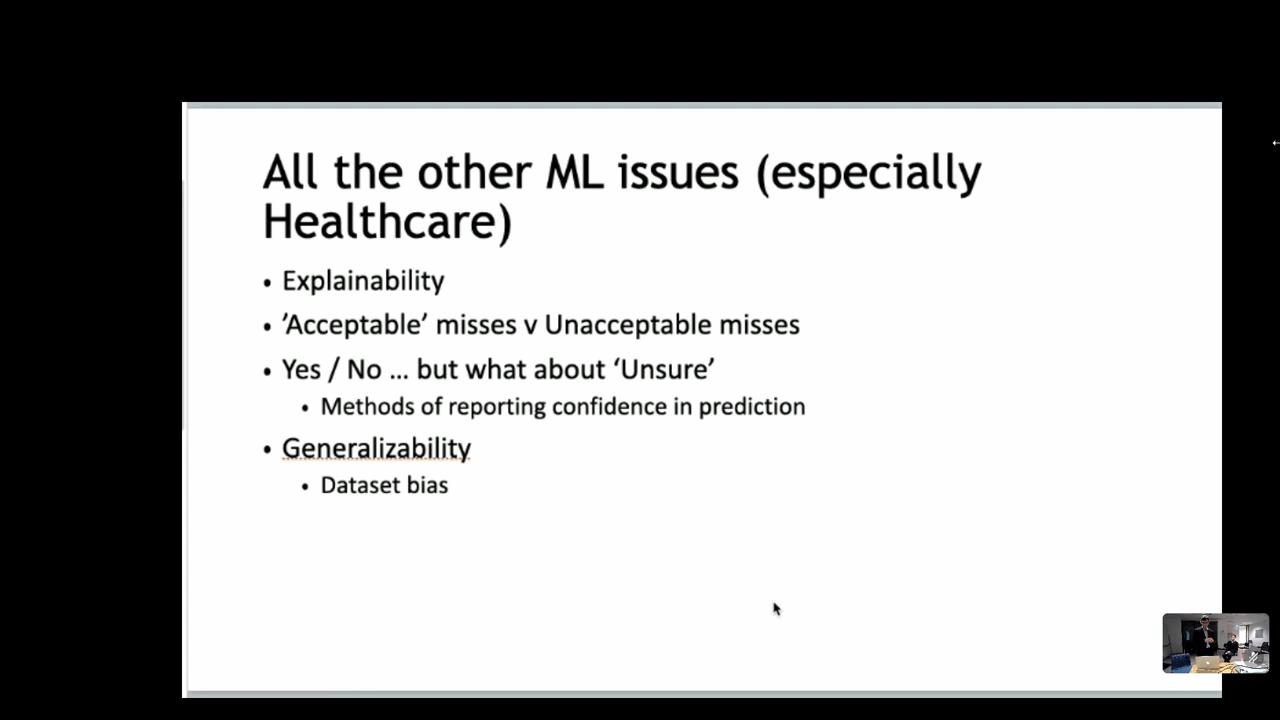 All the other ML issues (especially
Healthcare)
• Explainability
• ’Acceptable’ misses v Unacceptable misses
• Yes / No … but what about ‘Unsure’
• Methods of reporting confidence in prediction
• Generalizability
• Dataset bias